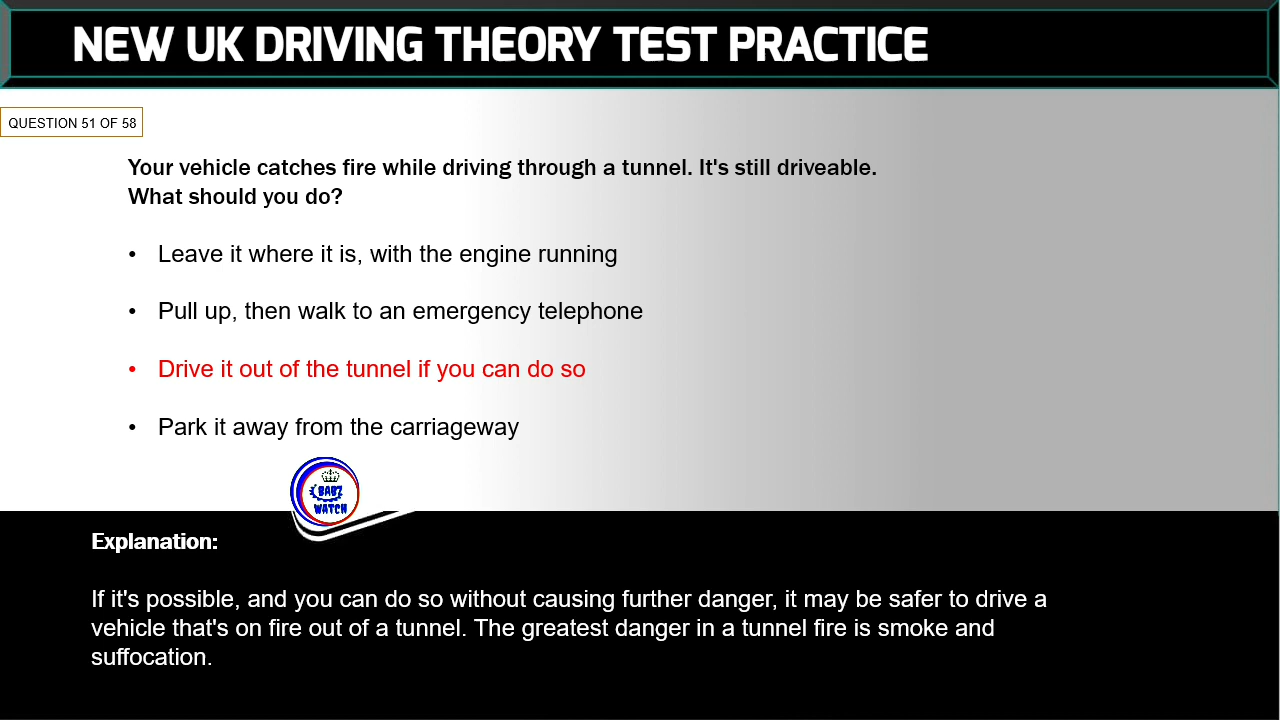 NEW UK DRIVING THEORY TEST PRACTICE
QUESTION 51 OF 58
Your vehicle catches fire while driving through a tunnel. It's still driveable.
What should you do?
• Leave it where it is, with the engine running
• Pull up, then walk to an emergency telephone
• Drive it out of the tunnel if you can do so
• Park it away from the carriageway
BABZ
WATCH
Explanation:
If it's possible, and you can do so without causing further danger, it may be safer to drive a
vehicle that's on fire out of a tunnel. The greatest danger in a tunnel fire is smoke and
suffocation.